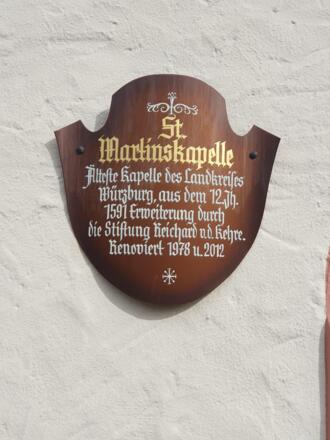 St.
Martinskapelle
Älteste Kapelle des Landkreises
Würzburg, aus dem 12. Jh.
1591 Erweiterung durch
die Stiftung Reichard v.d. Kehre.
Renoviert 1978 u. 2012